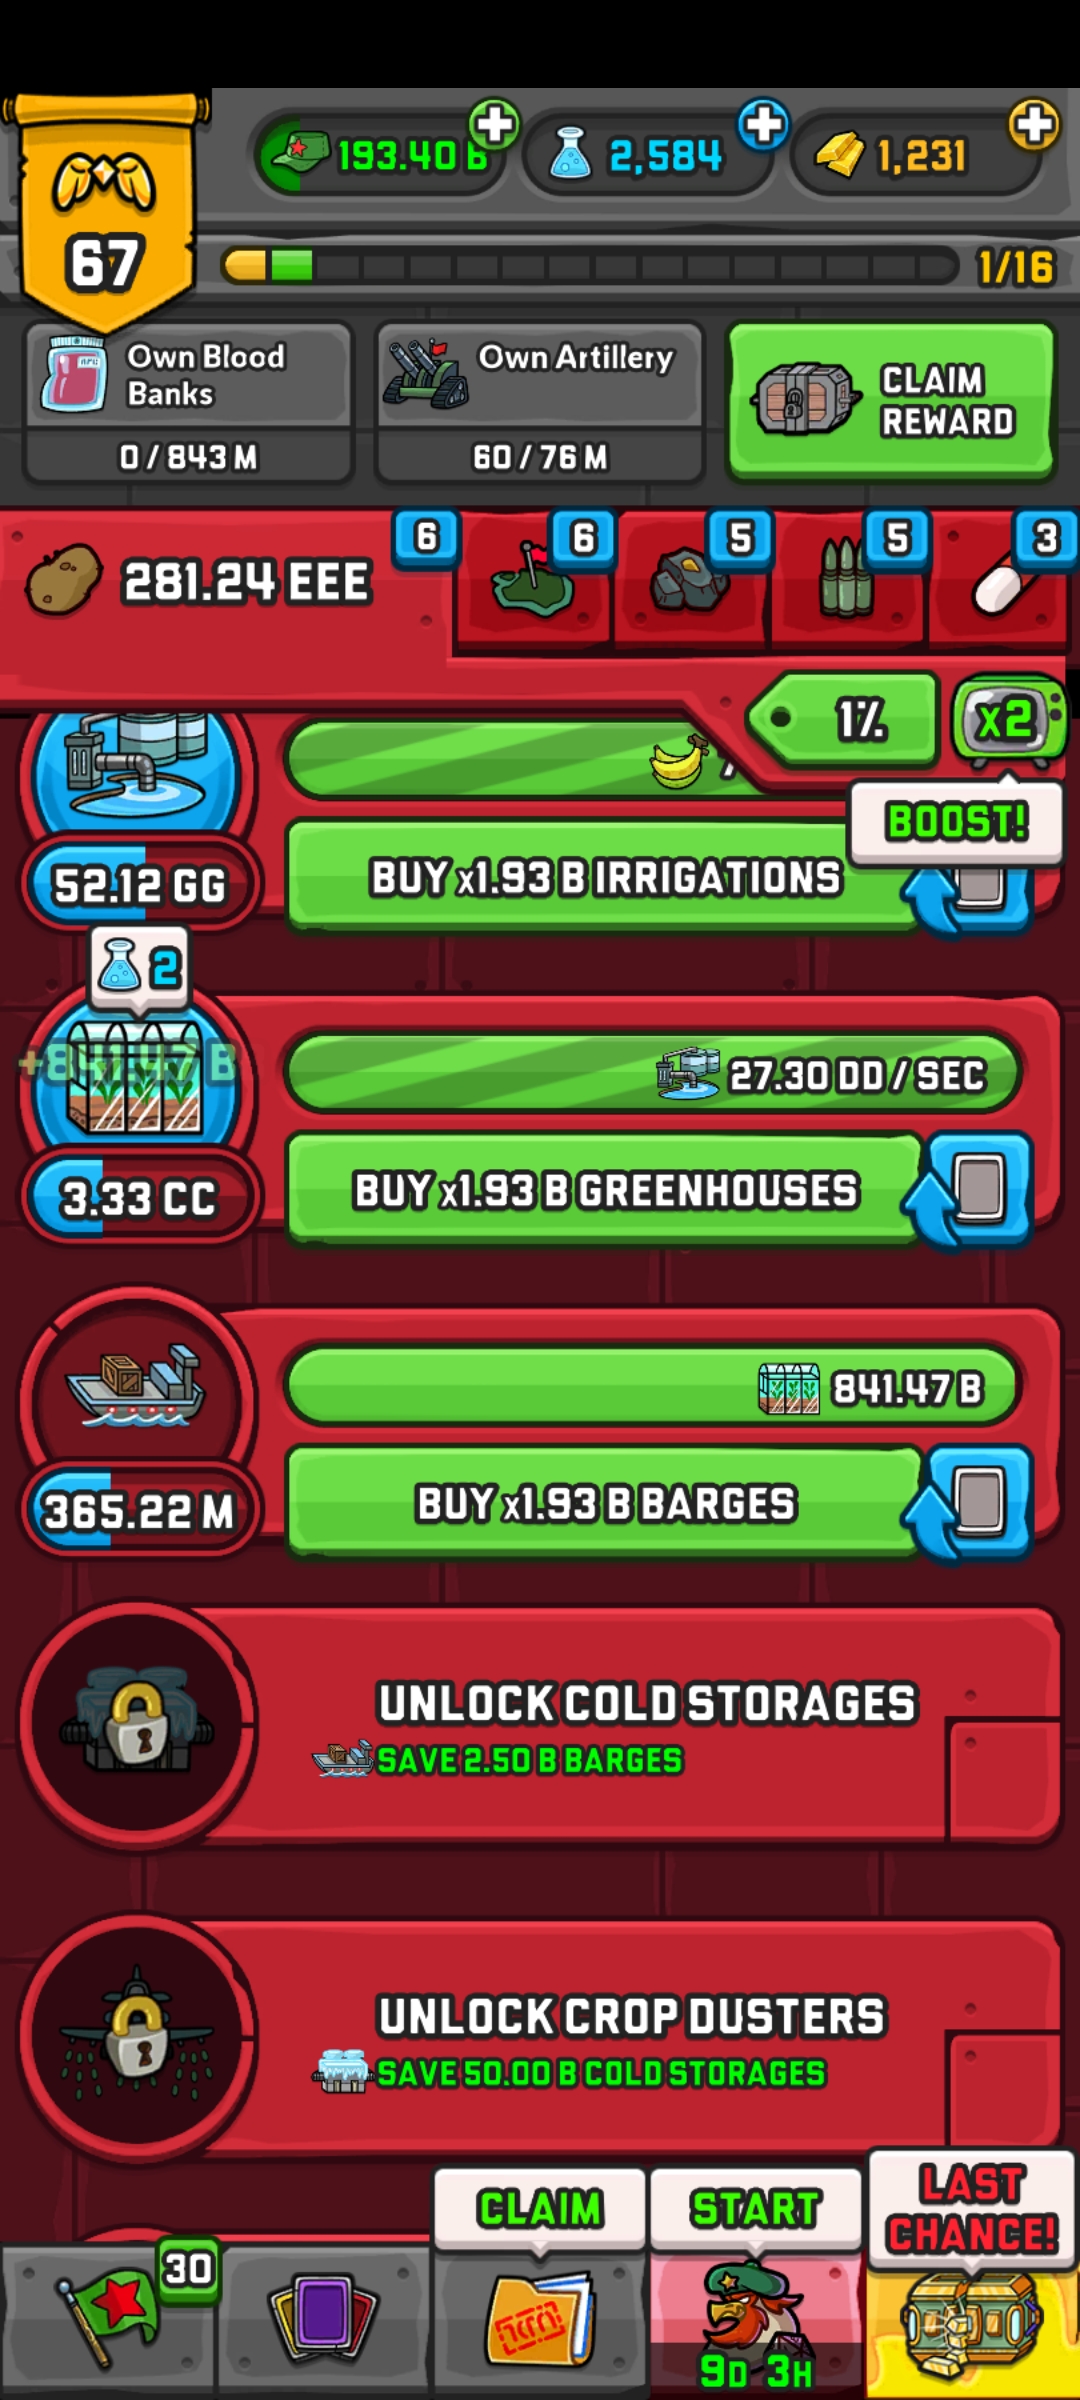 193.40 B
2,584
1,231
67
1/16
Own Blood
Banks
0 / 843 M
Own Artillery
60 / 76 M
CLAIM
REWARD
281.24 EEE
6
6
5
5
3
1%
x2
BOOST!
52.12 GG
BUY x1.93 B IRRIGATIONS
2
+841.47 B
27.30 DD / SEC
3.33 CC
BUY x1.93 B GREENHOUSES
841.47 B
365.22 M
BUY x1.93 B BARGES
UNLOCK COLD STORAGES
SAVE 2.50 B BARGES
UNLOCK CROP DUSTERS
SAVE 50.00 B COLD STORAGES
CLAIM
START
LAST
CHANCE!
30
9D 3H